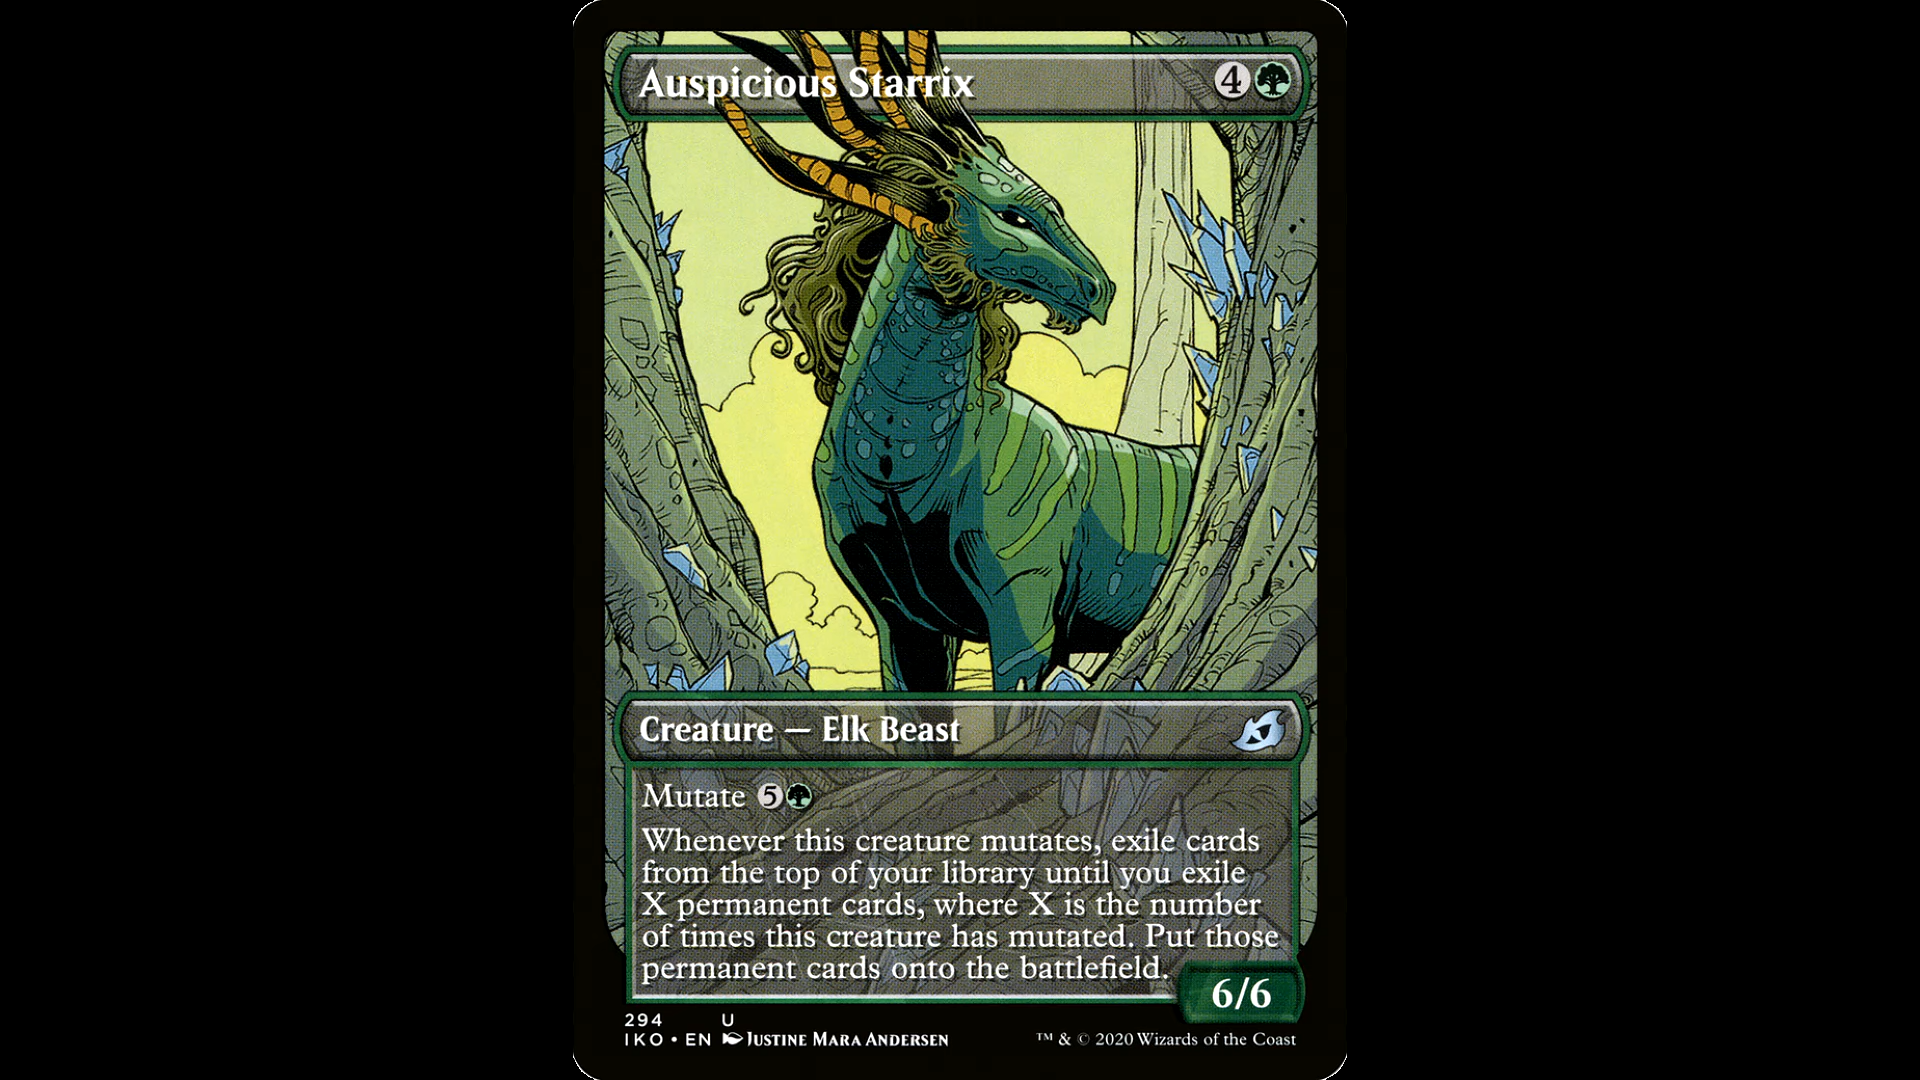 Auspicious Starrix 4
Creature — Elk Beast
Mutate 5
Whenever this creature mutates, exile cards
from the top of your library until you exile
X permanent cards, where X is the number
of times this creature has mutated. Put those
permanent cards onto the battlefield.
6/6
294 U
IKO • EN Justine Mara Andersen
™ & © 2020 Wizards of the Coast